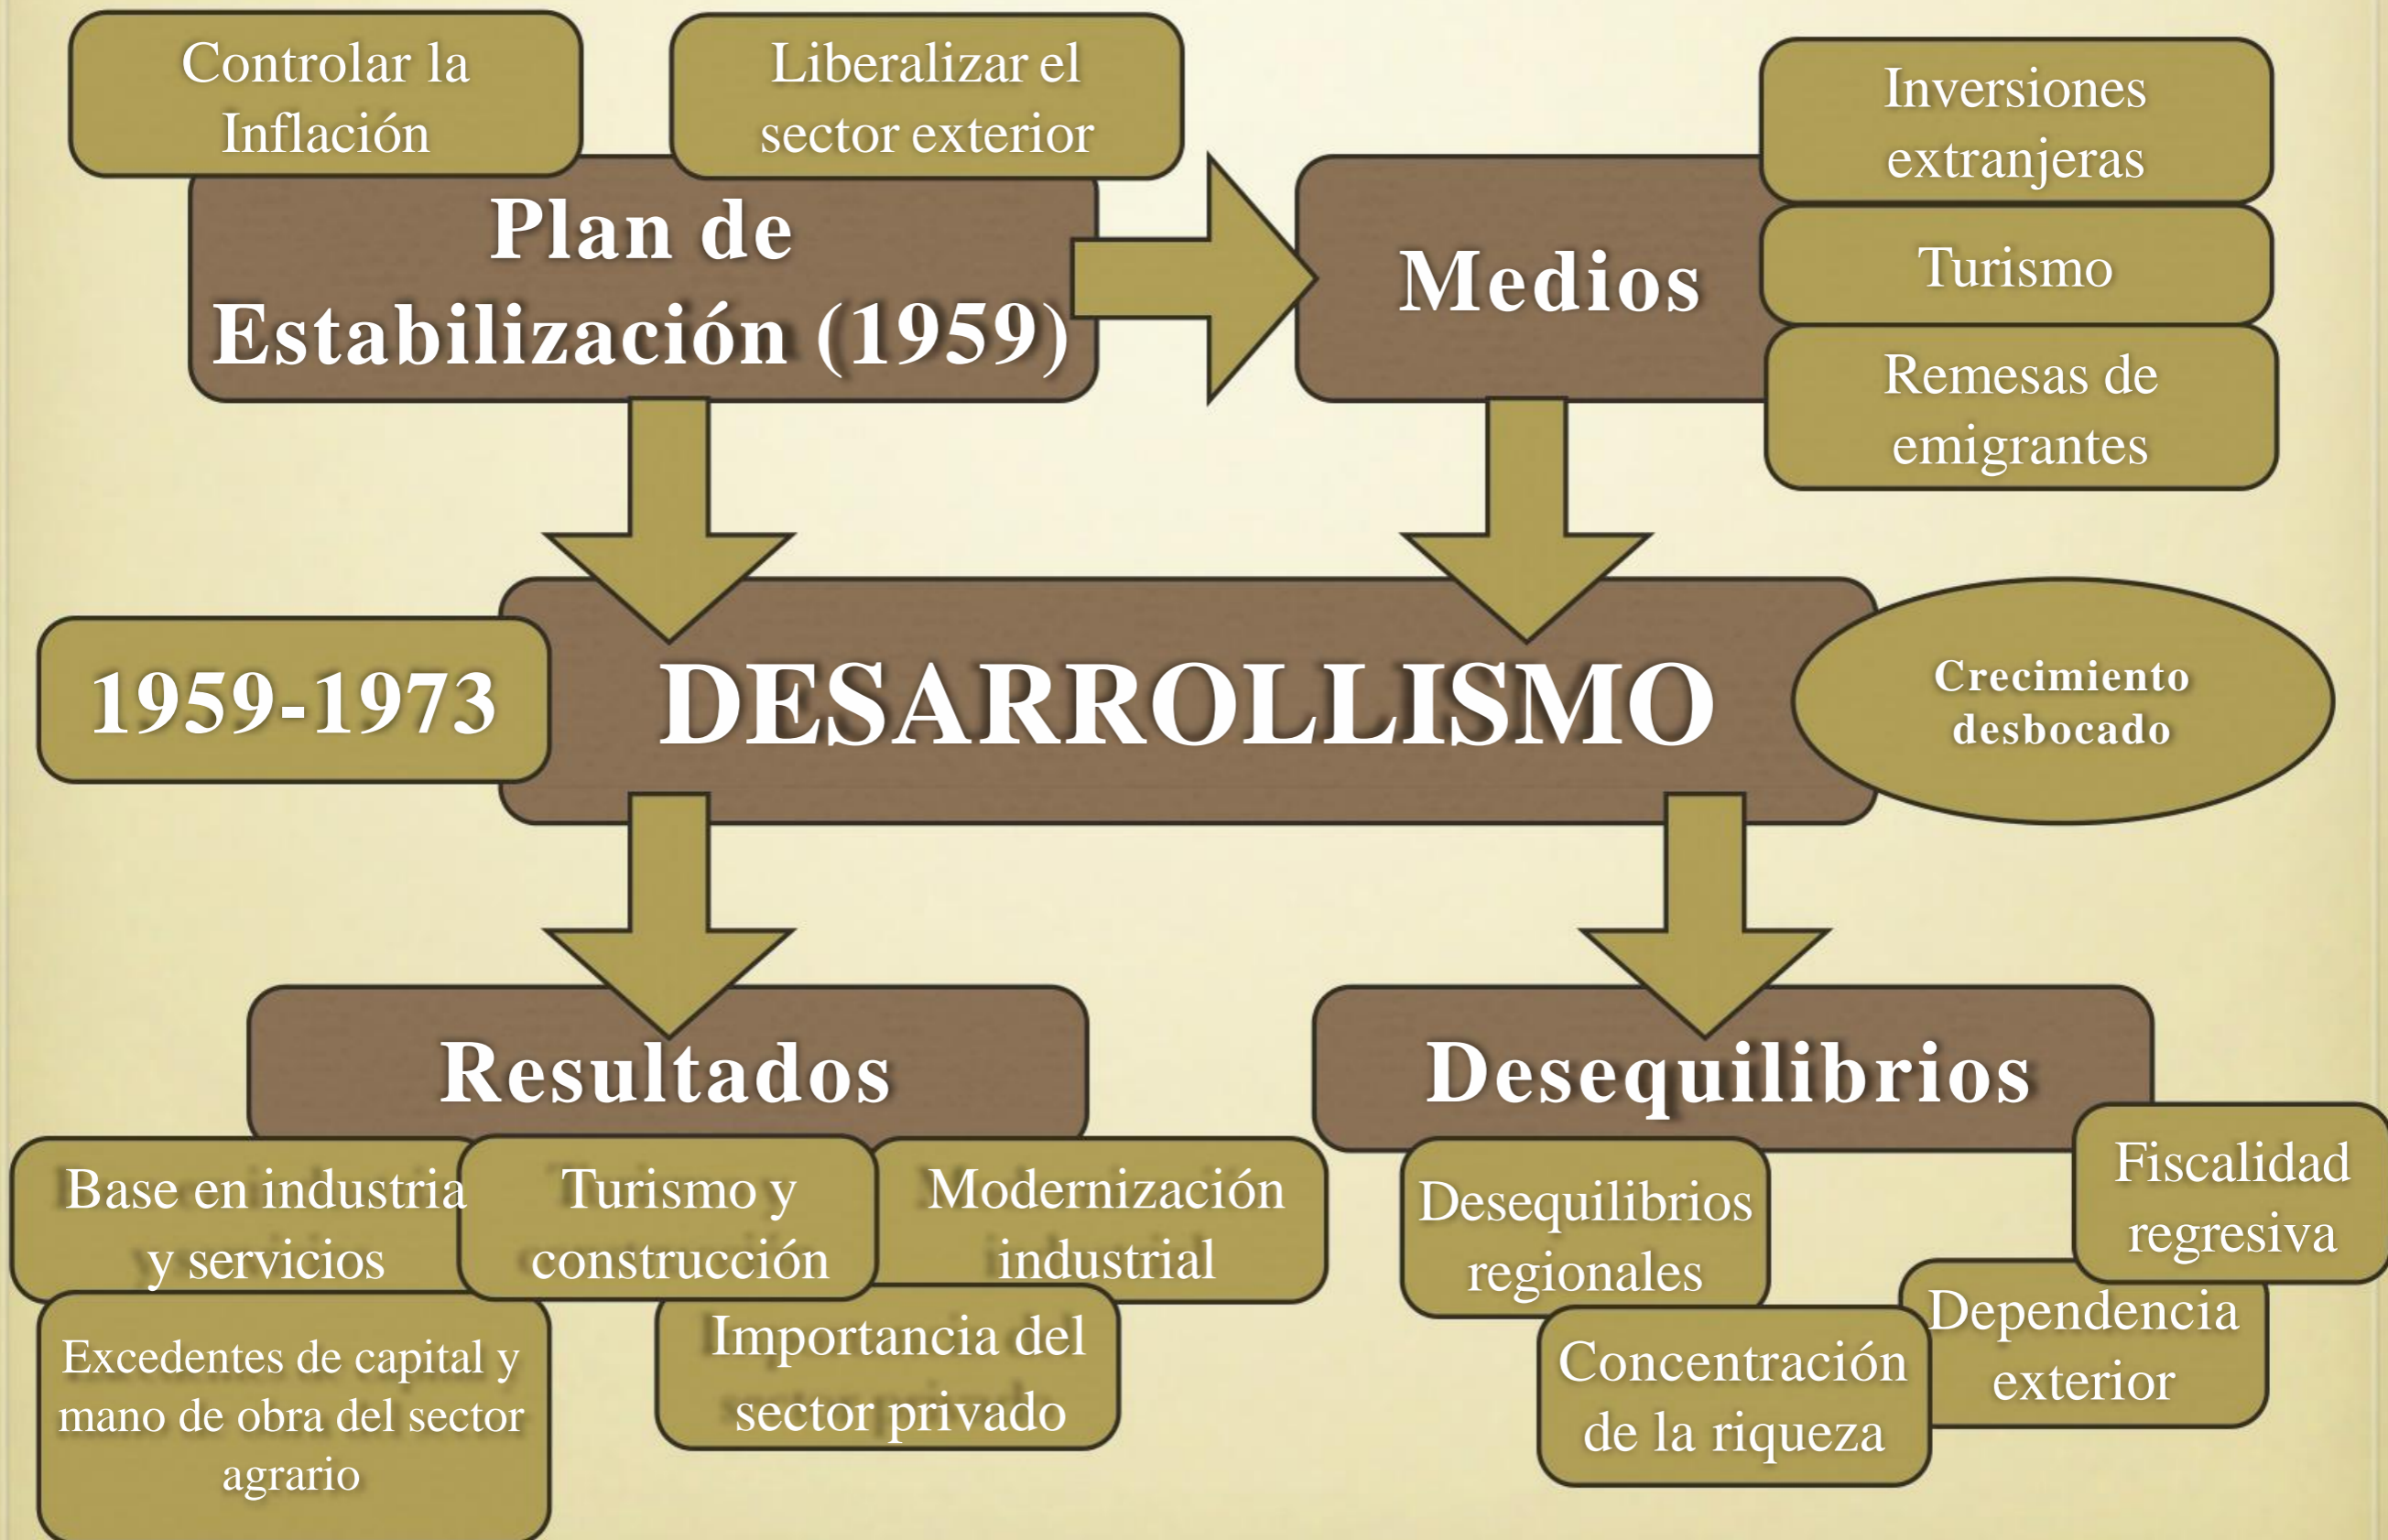 Controlar la
Inflación
Liberalizar el
sector exterior
Plan de
Estabilización (1959)
Medios
Inversiones
extranjeras
Turismo
Remesas de
emigrantes
1959-1973
DESARROLLISMO
Crecimiento
desbocado
Resultados
Base en industria
y servicios
Turismo y
construcción
Modernización
industrial
Excedentes de capital y
mano de obra del sector
agrario
Importancia del
sector privado
Desequilibrios
Desequilibrios
regionales
Fiscalidad
regresiva
Concentración
de la riqueza
Dependencia
exterior